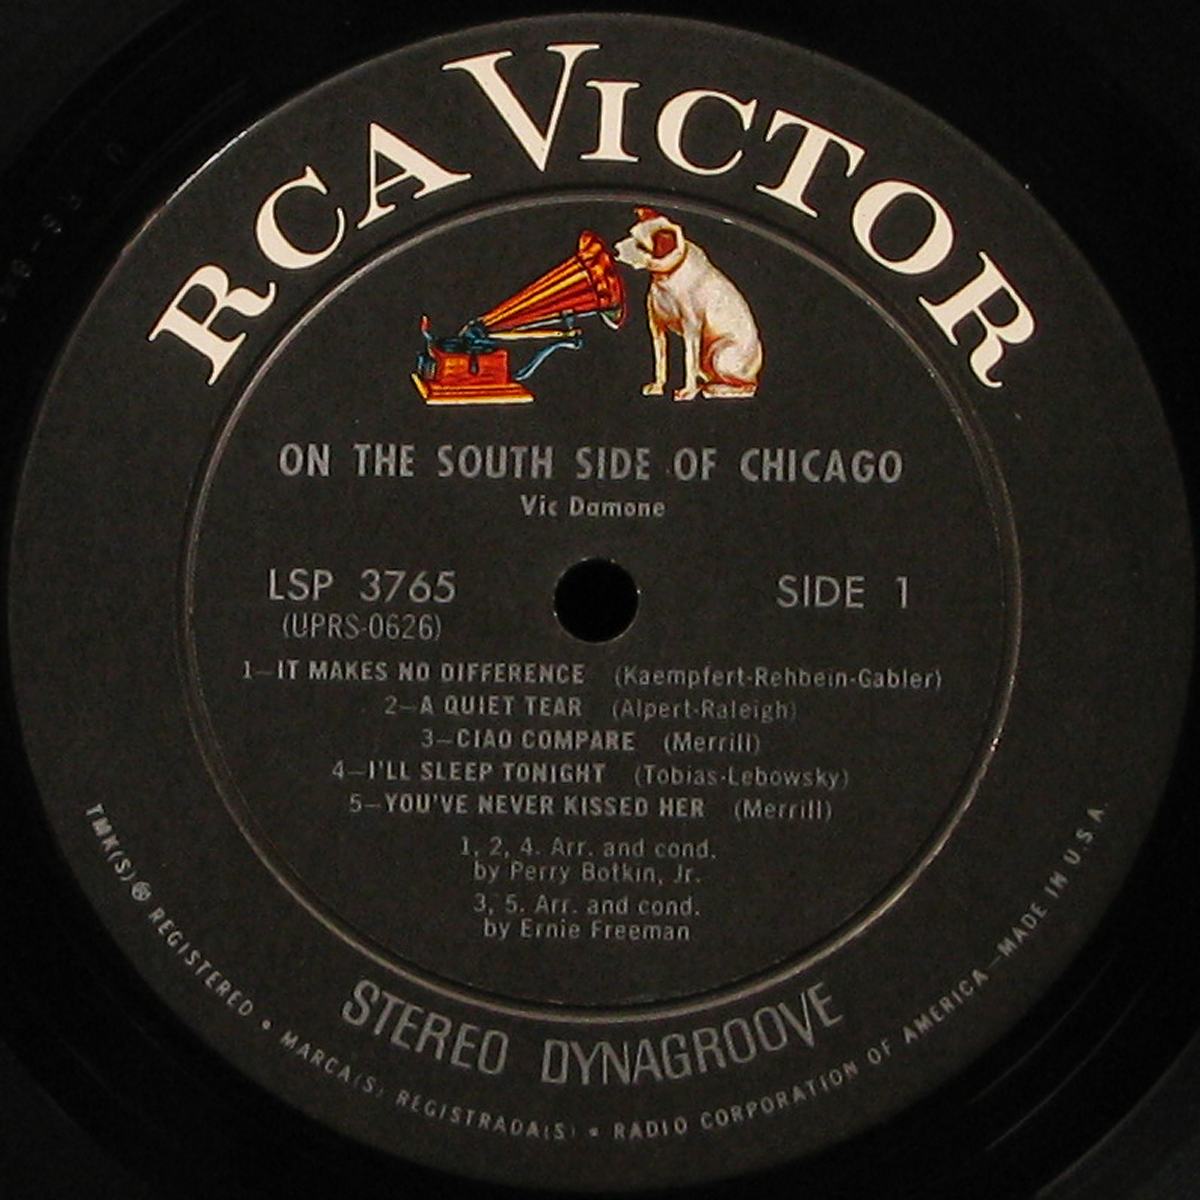 RCA VICTOR
ON THE SOUTH SIDE OF CHICAGO
Vic Damone
LSP 3765
SIDE 1
(UPRS-0626)
1—IT MAKES NO DIFFERENCE (Kaempfert-Rehbein-Gabler)
2—A QUIET TEAR (Alpert-Raleigh)
3—CIAO COMPARE (Merrill)
4—I'LL SLEEP TONIGHT (Tobias-Lebowsky)
5—YOU'VE NEVER KISSED HER (Merrill)
1, 2, 4. Arr. and cond.
by Perry Botkin, Jr.
3, 5. Arr. and cond.
by Ernie Freeman
STEREO DYNAGROOVE
TMK(S) ® REGISTERED • MARCA(S) REGISTRADA(S) • RADIO CORPORATION OF AMERICA—MADE IN U.S.A.